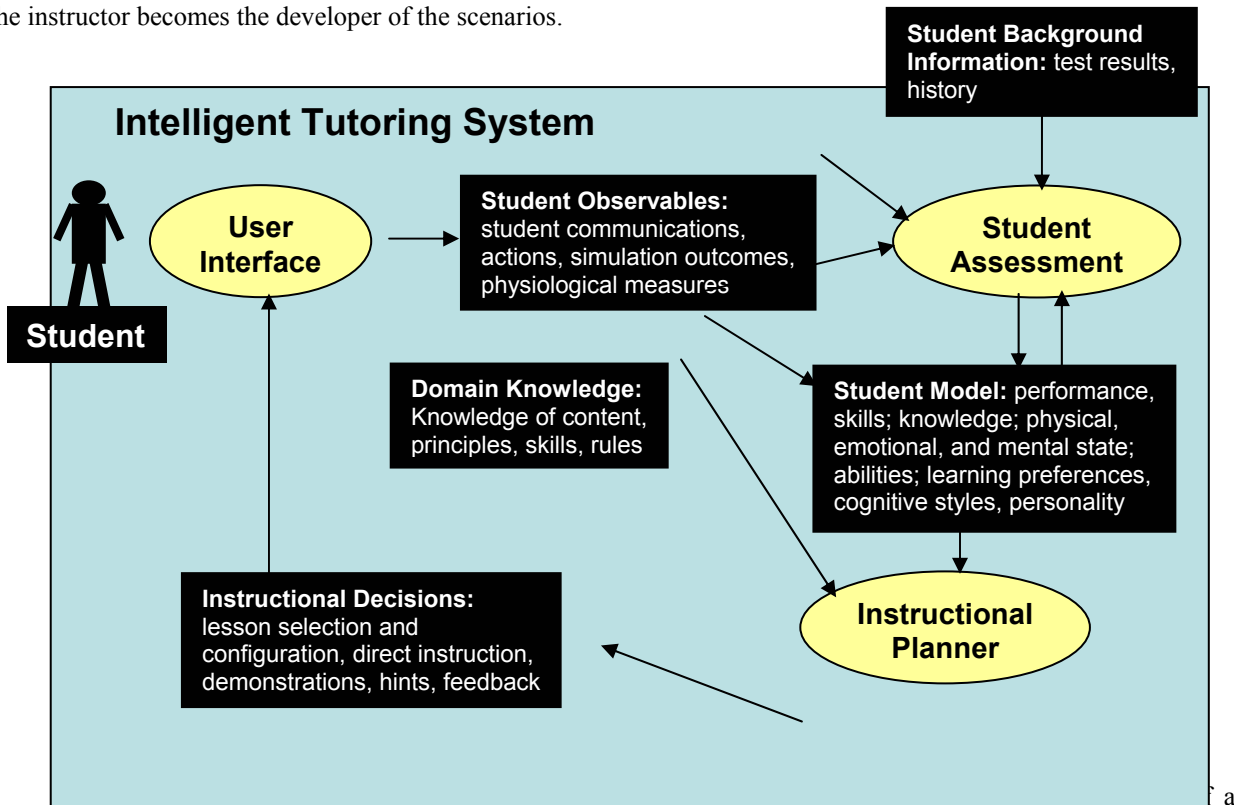 ne instructor becomes the developer of the scenarios.
Student Background
Information: test results,
history
Intelligent Tutoring System
User
Interface
Student Observables:
student communications,
actions, simulation outcomes,
physiological measures
Student
Assessment
Student
Domain Knowledge:
Knowledge of content,
principles, skills, rules
Student Model: performance,
skills; knowledge; physical,
emotional, and mental state;
abilities; learning preferences,
cognitive styles, personality
Instructional Decisions:
lesson selection and
configuration, direct instruction,
demonstrations, hints, feedback
Instructional
Planner
f a